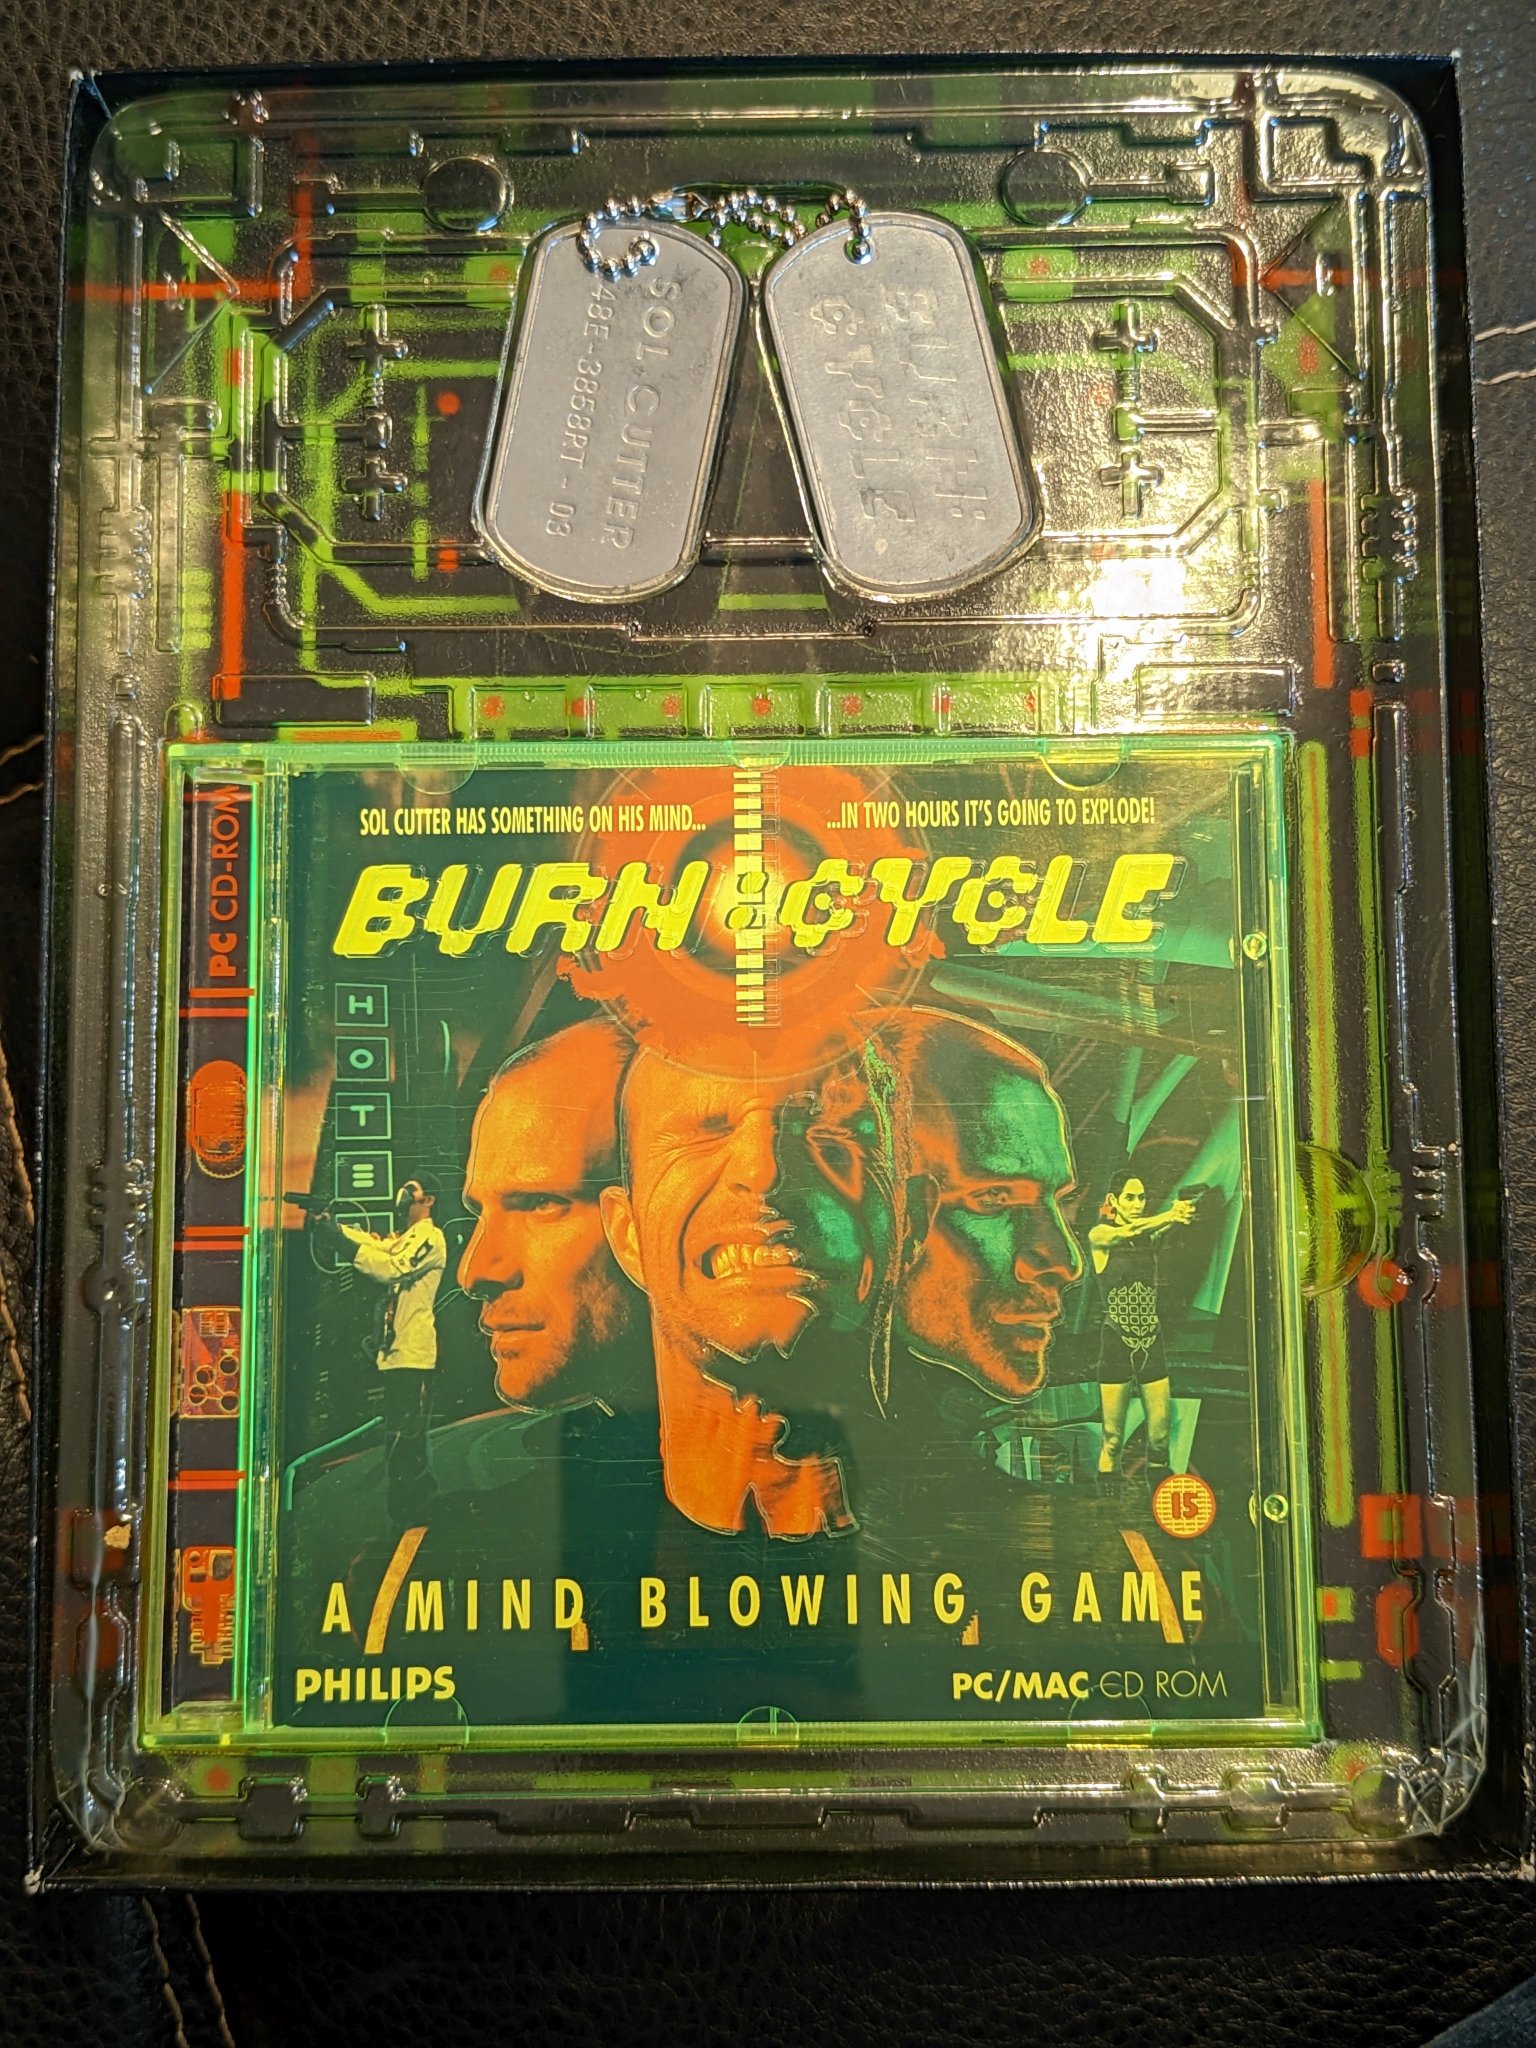 SOL CUTTER
48E-3858RT - 03
BURN:
CYCLE
PC CD-ROM
SOL CUTTER HAS SOMETHING ON HIS MIND...
...IN TWO HOURS IT'S GOING TO EXPLODE!
BURN:CYCLE
HOTEL
15
A MIND BLOWING GAME
PHILIPS
PC/MAC CD ROM